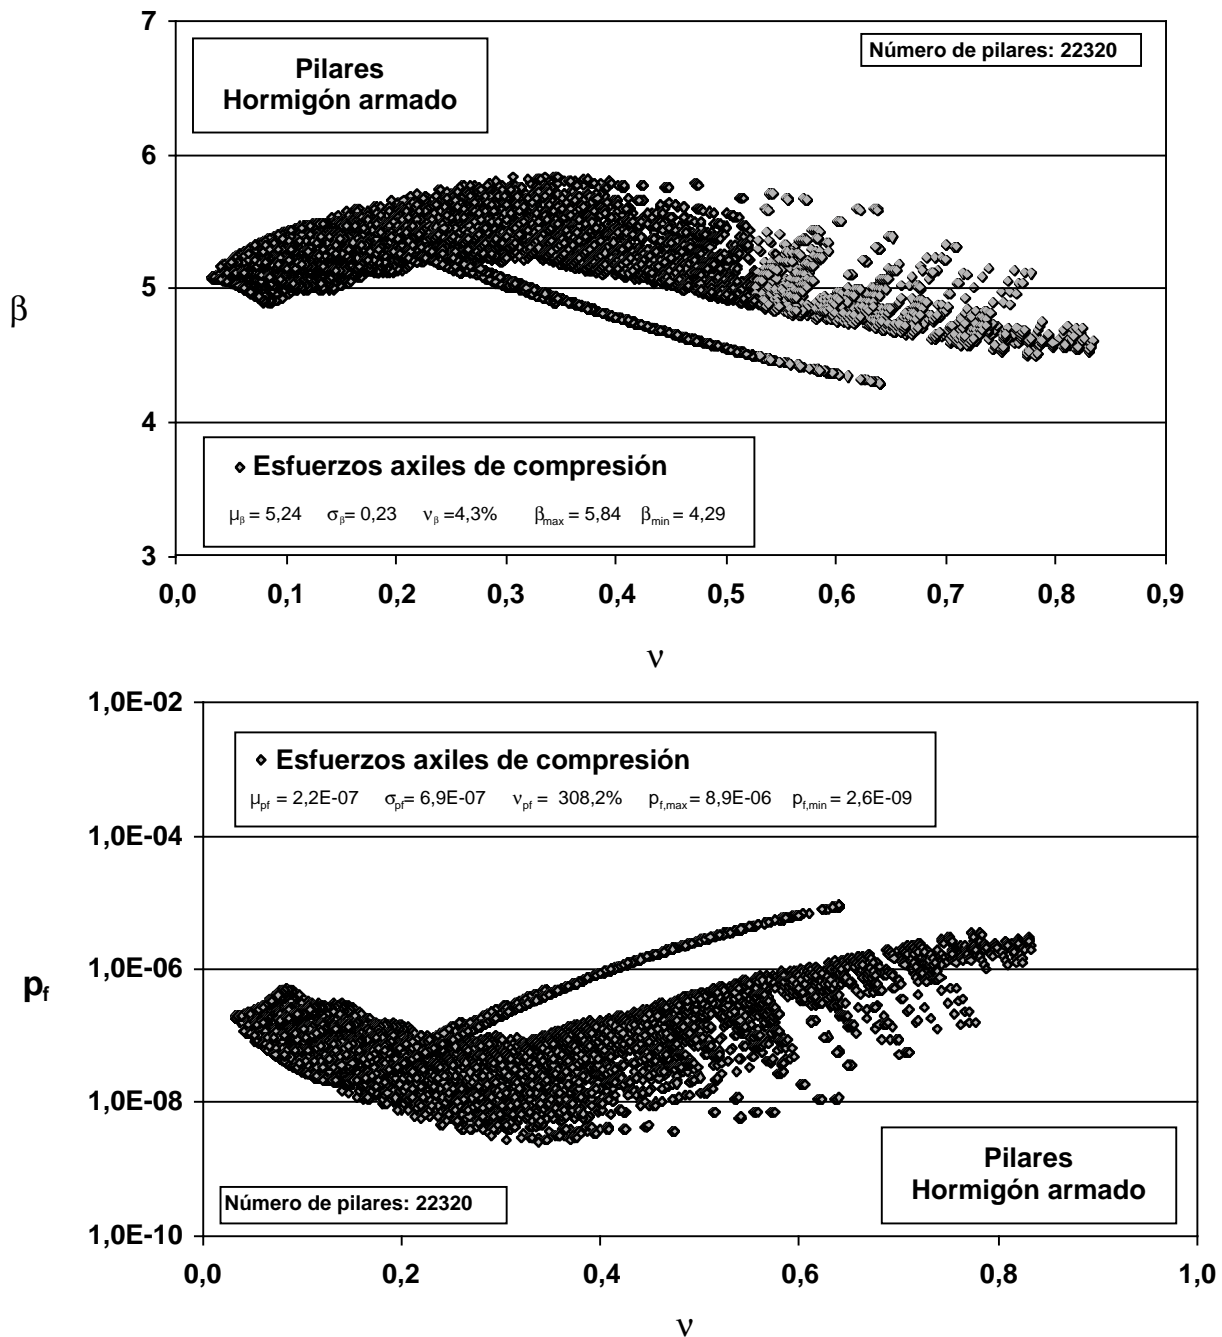 7
Pilares
Hormigón armado
Número de pilares: 22320
6
5
β
4
Esfuerzos axiles de compresión
μβ = 5,24 σβ= 0,23 νβ =4,3% βmax = 5,84 βmin = 4,29
3
0,0 0,1 0,2 0,3 0,4 0,5 0,6 0,7 0,8 0,9
ν
1,0E-02
Esfuerzos axiles de compresión
μpf = 2,2E-07 σpf= 6,9E-07 νpf = 308,2% pf,max = 8,9E-06 pf,min = 2,6E-09
1,0E-04
1,0E-06
pf
1,0E-08
Pilares
Hormigón armado
Número de pilares: 22320
1,0E-10
0,0 0,2 0,4 0,6 0,8 1,0
ν